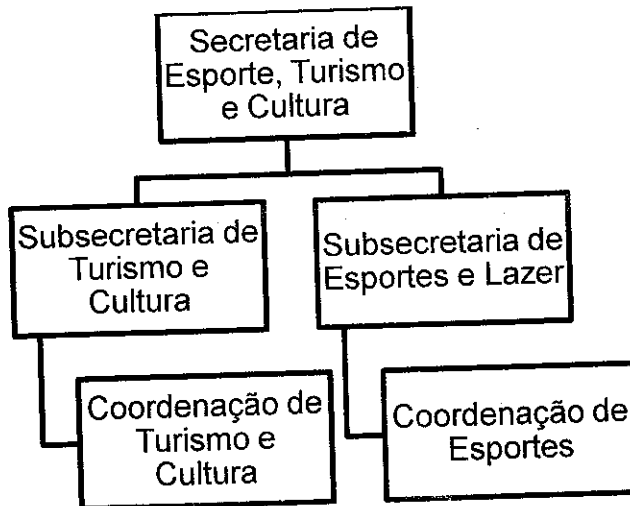 Secretaria de
Esporte, Turismo
e Cultura
Subsecretaria de
Turismo e
Cultura
Subsecretaria de
Esportes e Lazer
Coordenação de
Turismo e
Cultura
Coordenação de
Esportes